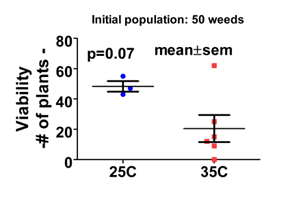 Initial population: 50 weeds
p=0.07
mean±sem
Viability
-# of plants -
80
60
40
20
0
25C
35C